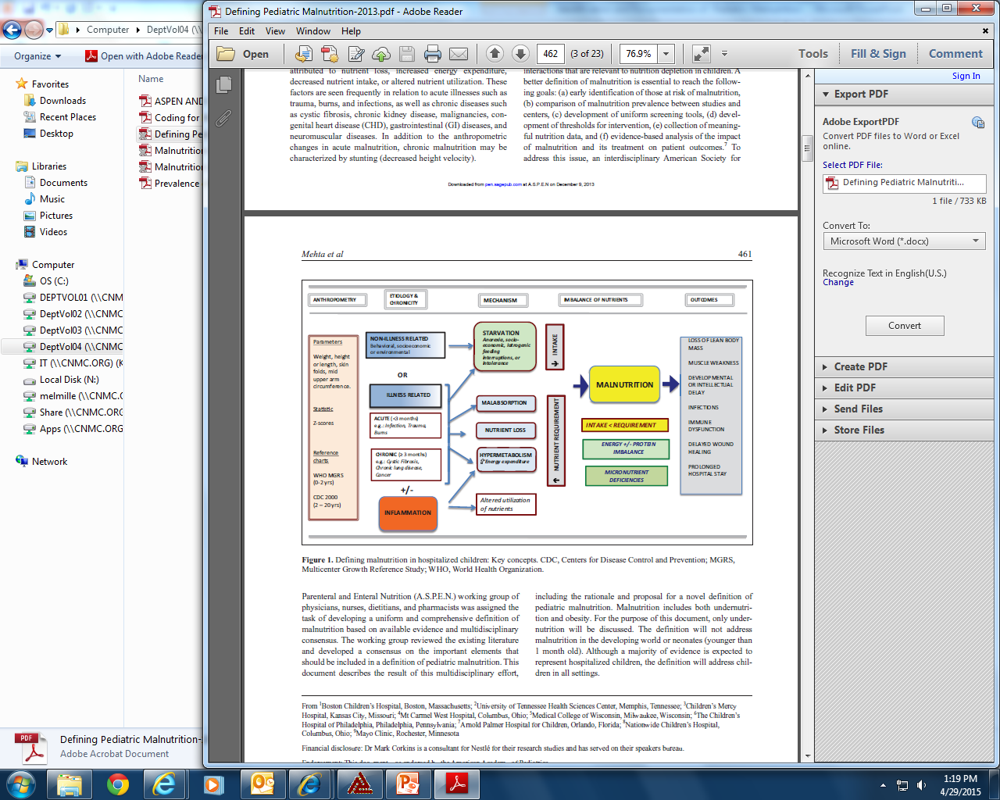 Defining Pediatric Malnutrition-2013.pdf - Adobe Reader
File Edit View Window Help
Computer DeptVol04 (\\
Organize Open with Adobe Reader
Open 462 (3 of 23) 76.9% Tools Fill & Sign Comment
Name
Favorites
Downloads
Recent Places
Desktop
Libraries
Documents
Music
Pictures
Videos
Computer
OS (C:)
DEPTVOL01 (\\CNM
DeptVol02 (\\CNMC
DeptVol03 (\\CNMC
DeptVol04 (\\CNMC
IT (\\CNMC.ORG) (K
Local Disk (N:)
melmille (\\CNMC.
Share (\\CNMC.ORG
Apps (\\CNMC.ORG
Network
ASPEN AND
Coding for
Defining Pe
Malnutrition
Malnutrition
Prevalence
attributed to nutrient loss, increased energy expenditure,
decreased nutrient intake, or altered nutrient utilization. These
factors are seen frequently in relation to acute illnesses such as
trauma, burns, and infections, as well as chronic diseases such
as cystic fibrosis, chronic kidney disease, malignancies, con-
genital heart disease (CHD), gastrointestinal (GI) diseases, and
neuromuscular diseases. In addition to the anthropometric
changes in acute malnutrition, chronic malnutrition may be
characterized by stunting (decreased height velocity).
interactions that are relevant to nutrition depletion in children. A
better definition of malnutrition is essential to reach the follow-
ing goals: (a) early identification of those at risk of malnutrition,
(b) comparison of malnutrition prevalence between studies and
centers, (c) development of uniform screening tools, (d) devel-
opment of thresholds for intervention, (e) collection of meaning-
ful nutrition data, and (f) evidence-based analysis of the impact
of malnutrition and its treatment on patient outcomes.7 To
address this issue, an interdisciplinary American Society for
Downloaded from pen.sagepub.com at A.S.P.E.N on December 9, 2013
Mehta et al 461
ANTHROPOMETRY
ETIOLOGY &
CHRONICITY
MECHANISM
IMBALANCE OF NUTRIENTS
OUTCOMES
Parameters
Weight, height
or length, skin
folds, mid
upper arm
circumference.
Statistic
Z-scores
Reference
charts
WHO MGRS
(0-2 yrs)
CDC 2000
(2 – 20 yrs)
NON-ILLNESS RELATED
Behavioral, socioeconomic
or environmental
OR
ILLNESS RELATED
ACUTE (<3 months)
e.g.: Infection, Trauma,
Burns
CHRONIC (≥ 3 months)
e.g.: Cystic Fibrosis,
Chronic lung disease,
Cancer
+/-
INFLAMMATION
STARVATION
Anorexia, socio-
economic, Iatrogenic
feeding
interruptions, or
intolerance
MALABSORPTION
NUTRIENT LOSS
HYPERMETABOLISM
Energy expenditure
Altered utilization
of nutrients
INTAKE
NUTRIENT REQUIREMENT
MALNUTRITION
INTAKE < REQUIREMENT
ENERGY +/- PROTEIN
IMBALANCE
MICRONUTRIENT
DEFICIENCIES
LOSS OF LEAN BODY
MASS
MUSCLE WEAKNESS
DEVELOPMENTAL
OR INTELLECTUAL
DELAY
INFECTIONS
IMMUNE
DYSFUNCTION
DELAYED WOUND
HEALING
PROLONGED
HOSPITAL STAY
Figure 1. Defining malnutrition in hospitalized children: Key concepts. CDC, Centers for Disease Control and Prevention; MGRS,
Multicenter Growth Reference Study; WHO, World Health Organization.
Parenteral and Enteral Nutrition (A.S.P.E.N.) working group of
physicians, nurses, dietitians, and pharmacists was assigned the
task of developing a uniform and comprehensive definition of
malnutrition based on available evidence and multidisciplinary
consensus. The working group reviewed the existing literature
and developed a consensus on the important elements that
should be included in a definition of pediatric malnutrition. This
document describes the result of this multidisciplinary effort,
including the rationale and proposal for a novel definition of
pediatric malnutrition. Malnutrition includes both undernutri-
tion and obesity. For the purpose of this document, only under-
nutrition will be discussed. The definition will not address
malnutrition in the developing world or neonates (younger than
1 month old). Although a majority of evidence is expected to
represent hospitalized children, the definition will address chil-
dren in all settings.
From 1Boston Children's Hospital, Boston, Massachusetts; 2University of Tennessee Health Sciences Center, Memphis, Tennessee; 3Children's Mercy
Hospital, Kansas City, Missouri; 4Mt Carmel West Hospital, Columbus, Ohio; 5Medical College of Wisconsin, Milwaukee, Wisconsin; 6The Children's
Hospital of Philadelphia, Philadelphia, Pennsylvania; 7Arnold Palmer Hospital for Children, Orlando, Florida; 8Nationwide Children's Hospital,
Columbus, Ohio; 9Mayo Clinic, Rochester, Minnesota
Financial disclosure: Dr Mark Corkins is a consultant for Nestlé for their research studies and has served on their speakers bureau.
Sign In
Export PDF
Adobe ExportPDF
Convert PDF files to Word or Excel
online.
Select PDF File:
Defining Pediatric Malnutriti...
1 file / 733 KB
Convert To:
Microsoft Word (*.docx)
Recognize Text in English(U.S.)
Change
Convert
Create PDF
Edit PDF
Send Files
Store Files
PDF
Defining Pediatric Malnutrition-
Adobe Acrobat Document
1:19 PM
4/29/2015